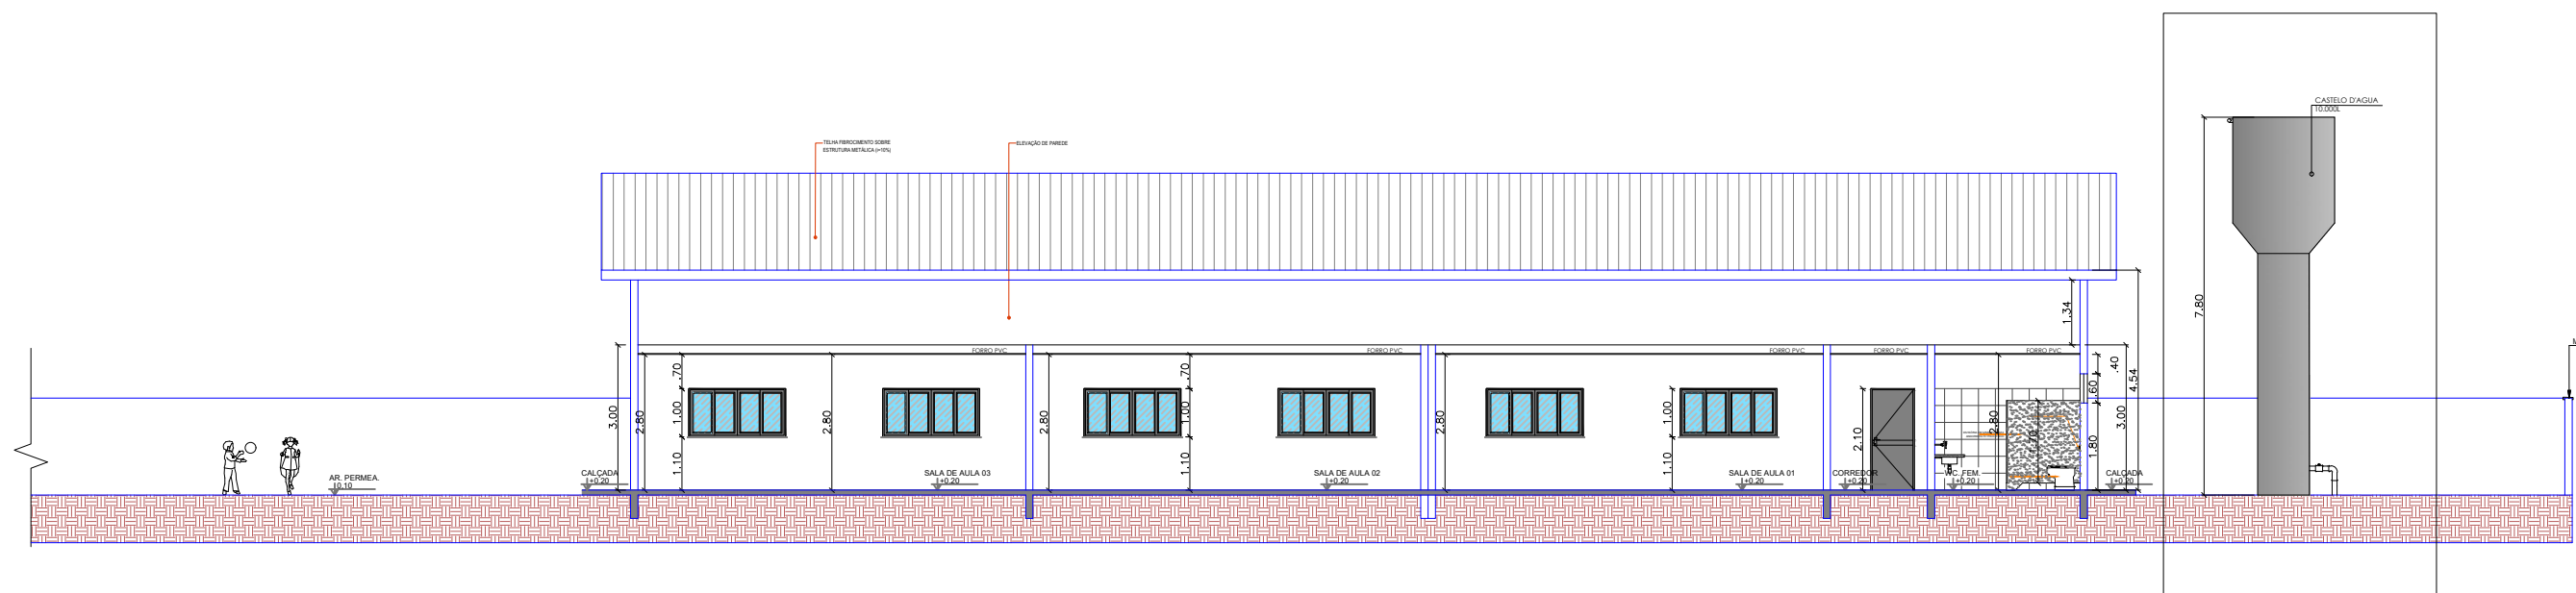 CASTELO D'AGUA
10.000L
TELHA FIBROCIMENTO SOBRE
ESTRUTURA METÁLICA (i=10%)
ELEVAÇÃO DE PAREDE
7.80
1.34
4.54
.40
3.00
.60
1.80
FORRO PVC
FORRO PVC
FORRO PVC
FORRO PVC
FORRO PVC
3.00
2.80
.70
1.00
1.10
2.80
2.80
.70
1.00
1.10
2.80
1.00
1.10
2.10
2.80
AR. PERMEA.
+0.10
CALÇADA
+0.20
SALA DE AULA 03
+0.20
SALA DE AULA 02
+0.20
SALA DE AULA 01
+0.20
CORREDOR
+0.20
WC. FEM.
+0.20
CALÇADA
+0.20